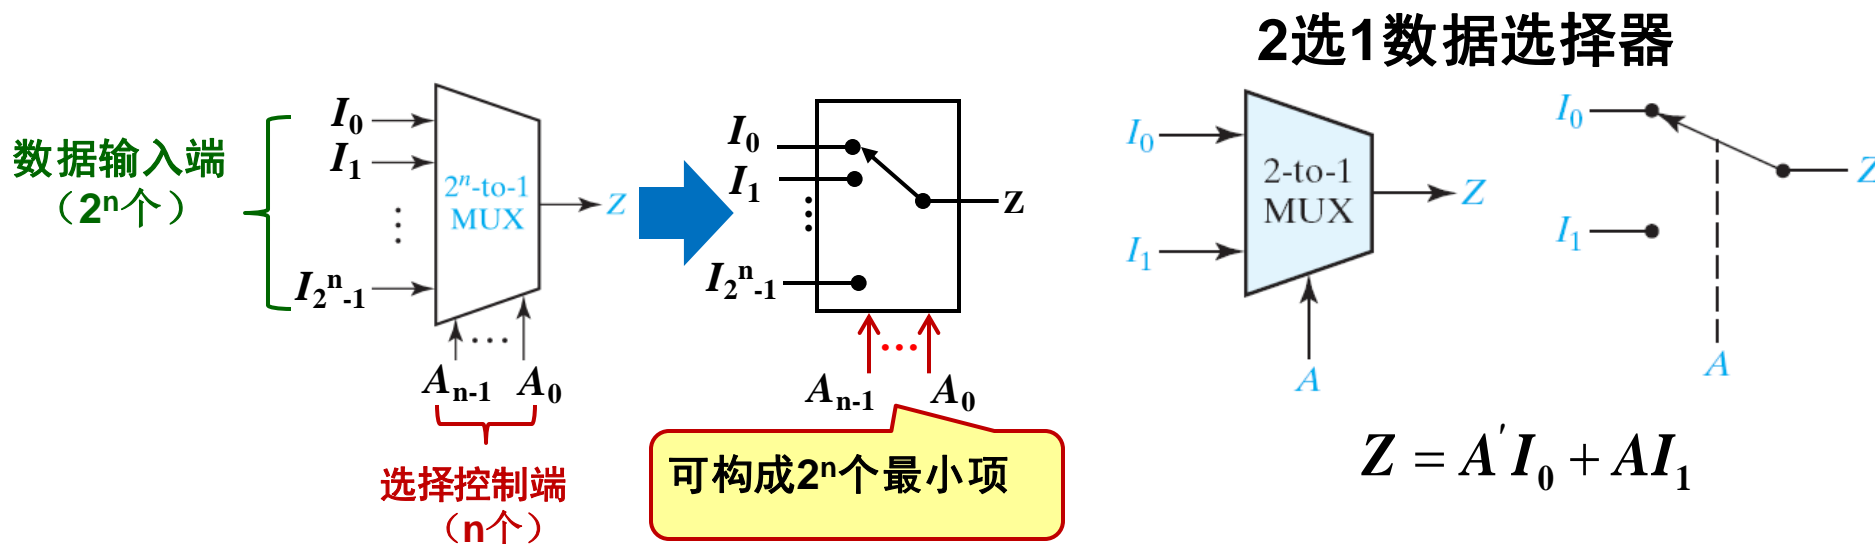 2选1数据选择器
数据输入端
（2ⁿ个）
I₀
I₁
⋮
I₂ⁿ₋₁
2ⁿ-to-1
MUX
Z
Aₙ₋₁ … A₀
选择控制端
（n个）
I₀
I₁
⋮
I₂ⁿ₋₁
Z
…
Aₙ₋₁ A₀
可构成2ⁿ个最小项
I₀
I₁
2-to-1
MUX
Z
A
I₀
I₁
Z
A
Z = A'I₀ + AI₁